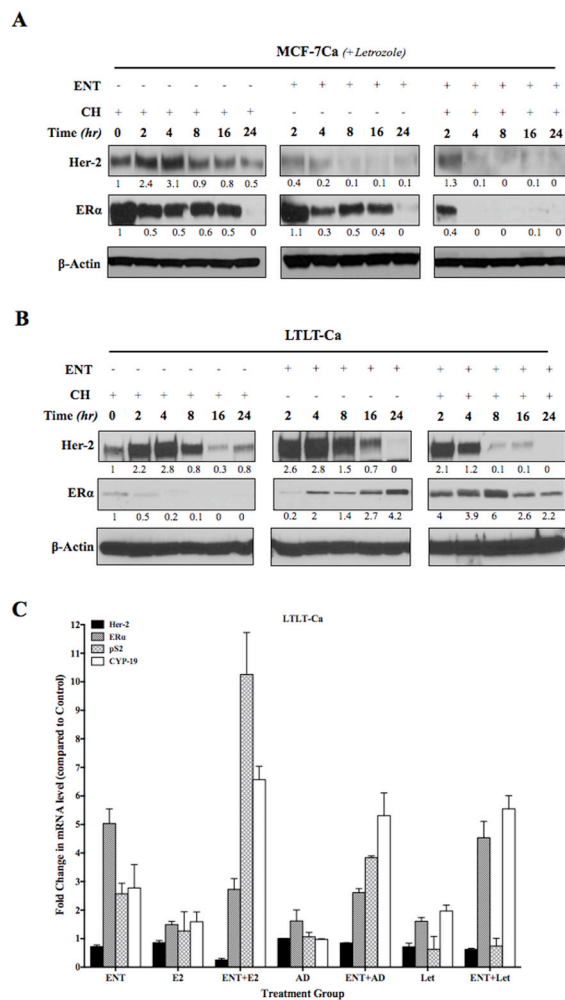 A
MCF-7Ca (+Letrozole)
ENT - - - - - - + + + + + + + + + +
CH + + + + + + - - - - - + + + + +
Time (hr) 0 2 4 8 16 24 2 4 8 16 24 2 4 8 16 24
Her-2
1 2.4 3.1 0.9 0.8 0.5 0.4 0.2 0.1 0.1 0.1 1.3 0.1 0 0.1 0
ERα
1 0.5 0.5 0.6 0.5 0 1.1 0.3 0.5 0.4 0 0.4 0 0 0.1 0
β-Actin
B
LTLT-Ca
ENT - - - - - - + + + + + + + + + +
CH + + + + + + - - - - - + + + + +
Time (hr) 0 2 4 8 16 24 2 4 8 16 24 2 4 8 16 24
Her-2
1 2.2 2.8 0.8 0.3 0.8 2.6 2.8 1.5 0.7 0 2.1 1.2 0.1 0.1 0
ERα
1 0.5 0.2 0.1 0 0 0.2 2 1.4 2.7 4.2 4 3.9 6 2.6 2.2
β-Actin
C
LTLT-Ca
Her-2
ERα
pS2
CYP-19
Fold Change in mRNA level (compared to Control)
12
11
10
9
8
7
6
5
4
3
2
1
0
ENT E2 ENT+E2 AD ENT+AD Let ENT+Let
Treatment Group